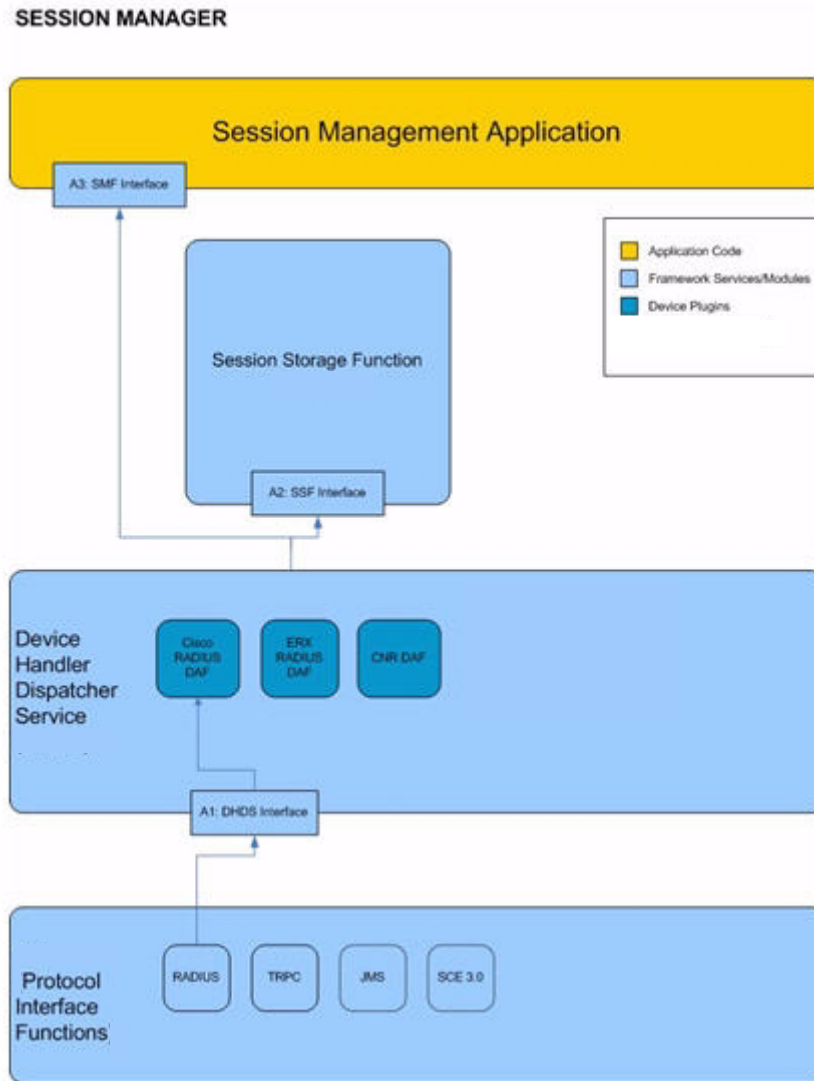 SESSION MANAGER
Session Management Application
A3: SMF Interface
Application Code
Framework Services/Modules
Device Plugins
Session Storage Function
A2: SSF Interface
Device
Handler
Dispatcher
Service
Cisco
RADIUS
DAF
ERX
RADIUS
DAF
CNR DAF
A1: DHDS Interface
Protocol
Interface
Functions
RADIUS
TRPC
JMS
SCE 3.0